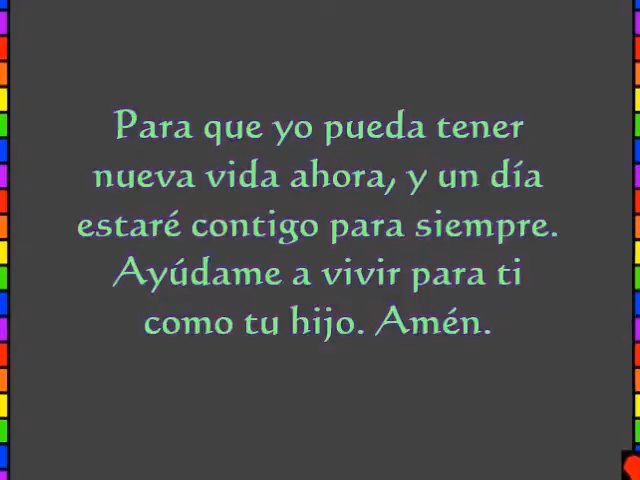 Para que yo pueda tener
nueva vida ahora, y un día
estaré contigo para siempre.
Ayúdame a vivir para ti
como tu hijo. Amén.